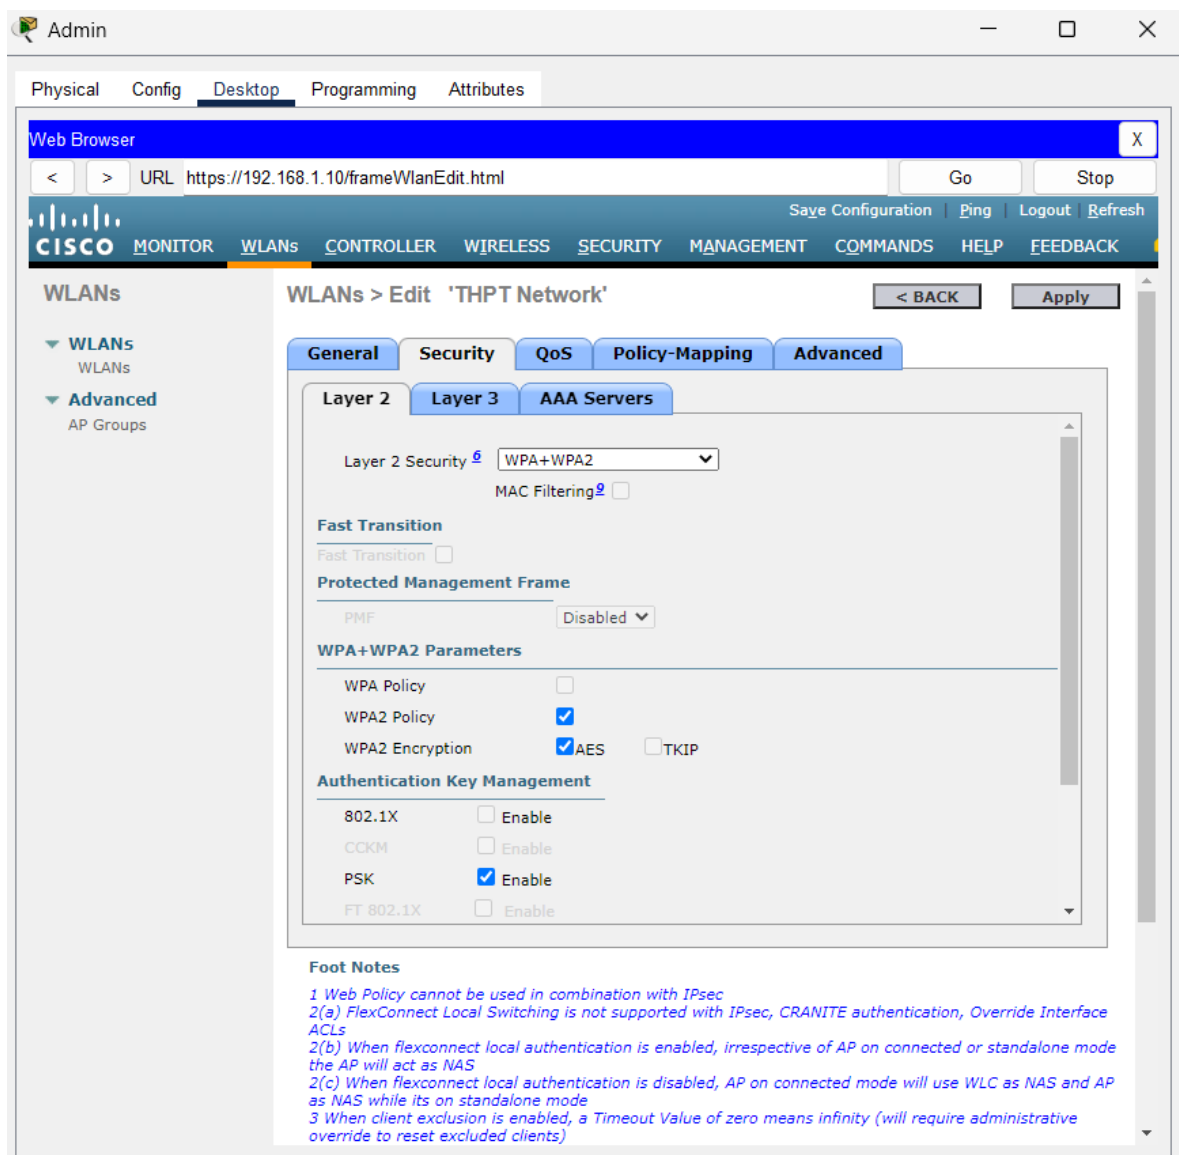 Admin
Physical Config Desktop Programming Attributes
Web Browser X
< > URL https://192.168.1.10/frameWlanEdit.html Go Stop
Save Configuration Ping Logout Refresh
CISCO MONITOR WLANs CONTROLLER WIRELESS SECURITY MANAGEMENT COMMANDS HELP FEEDBACK
WLANs
WLANs
WLANs
Advanced
AP Groups
WLANs > Edit 'THPT Network' < BACK Apply
General Security QoS Policy-Mapping Advanced
Layer 2 Layer 3 AAA Servers
Layer 2 Security 6 WPA+WPA2
MAC Filtering 9
Fast Transition
Fast Transition
Protected Management Frame
PMF Disabled
WPA+WPA2 Parameters
WPA Policy
WPA2 Policy
WPA2 Encryption AES TKIP
Authentication Key Management
802.1X Enable
CCKM Enable
PSK Enable
FT 802.1X Enable
Foot Notes
1 Web Policy cannot be used in combination with IPsec
2(a) FlexConnect Local Switching is not supported with IPsec, CRANITE authentication, Override Interface
ACLs
2(b) When flexconnect local authentication is enabled, irrespective of AP on connected or standalone mode
the AP will act as NAS
2(c) When flexconnect local authentication is disabled, AP on connected mode will use WLC as NAS and AP
as NAS while its on standalone mode
3 When client exclusion is enabled, a Timeout Value of zero means infinity (will require administrative
override to reset excluded clients)